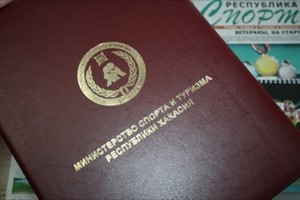 РЕСПУБЛИКА
Спорт
ВЕТЕРАНЫ, НА СТАРТ
МИНИСТЕРСТВО СПОРТА И ТУРИЗМА
РЕСПУБЛИКИ ХАКАСИЯ